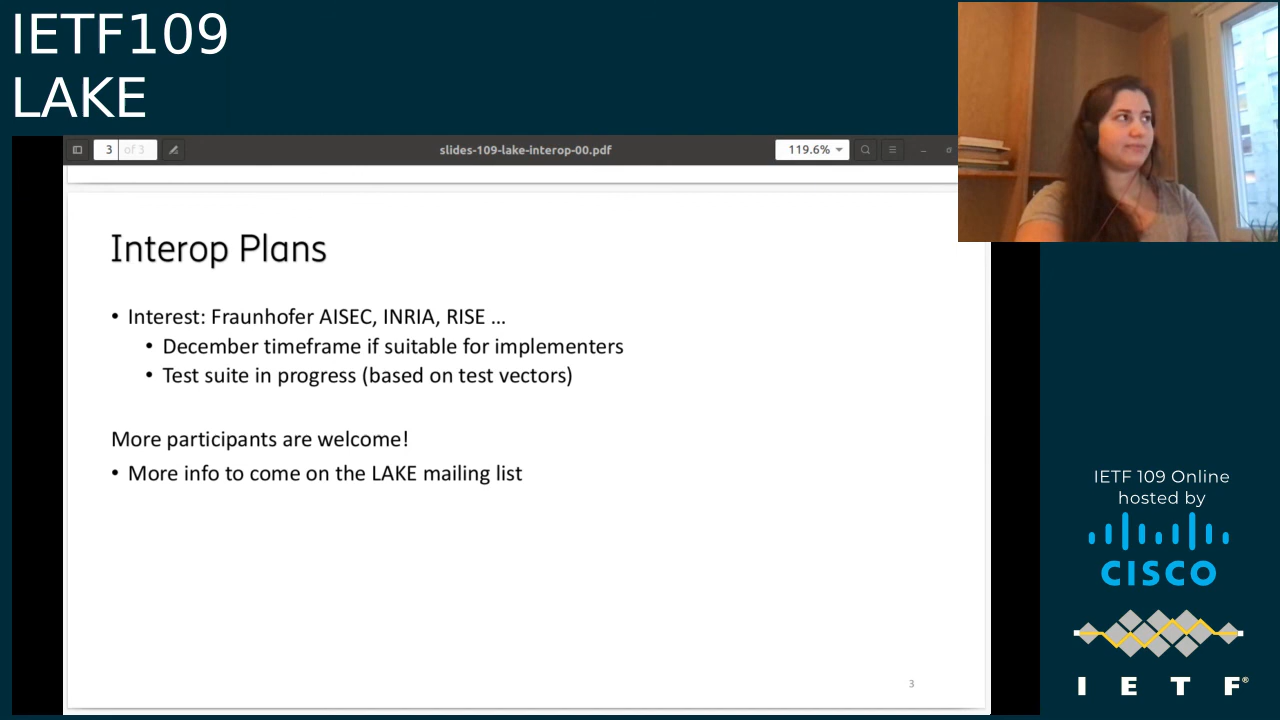 IETF109
LAKE
3 of 3
slides-109-lake-interop-00.pdf
119.6%
Interop Plans
• Interest: Fraunhofer AISEC, INRIA, RISE ...
• December timeframe if suitable for implementers
• Test suite in progress (based on test vectors)
More participants are welcome!
• More info to come on the LAKE mailing list
3
IETF 109 Online
hosted by
CISCO
I E T F®